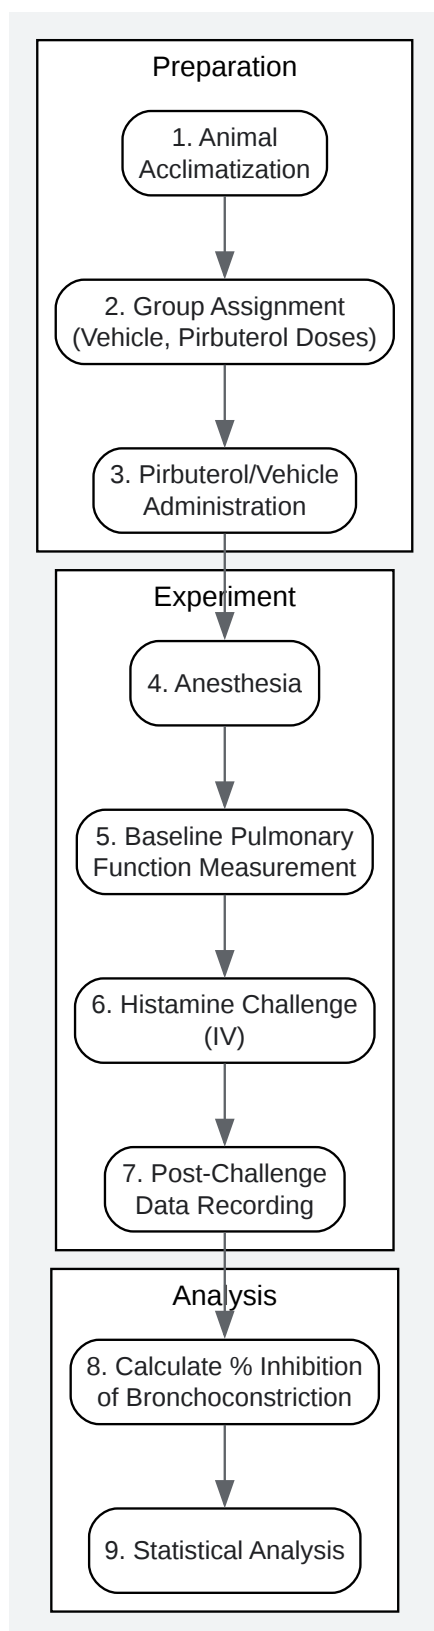 Preparation
1. Animal
Acclimatization
2. Group Assignment
(Vehicle, Pirbuterol Doses)
3. Pirbuterol/Vehicle
Administration
Experiment
4. Anesthesia
5. Baseline Pulmonary
Function Measurement
6. Histamine Challenge
(IV)
7. Post-Challenge
Data Recording
Analysis
8. Calculate % Inhibition
of Bronchoconstriction
9. Statistical Analysis